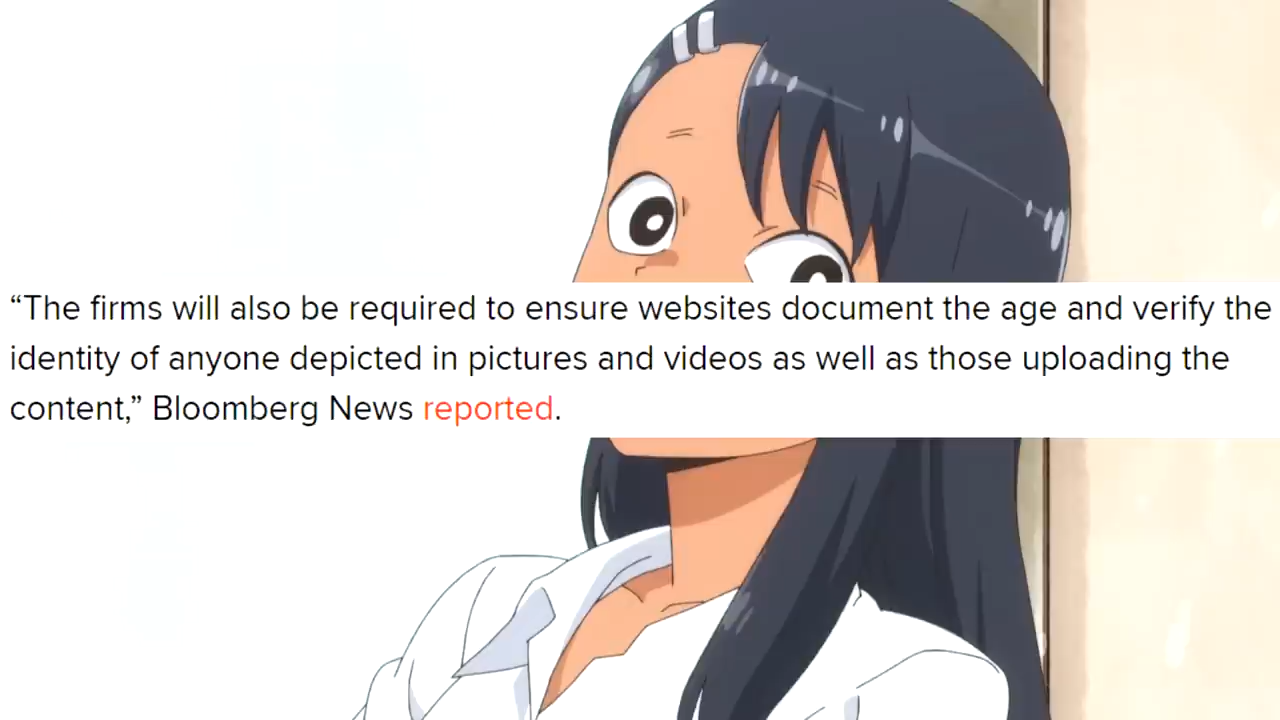 “The firms will also be required to ensure websites document the age and verify the
identity of anyone depicted in pictures and videos as well as those uploading the
content,” Bloomberg News reported.